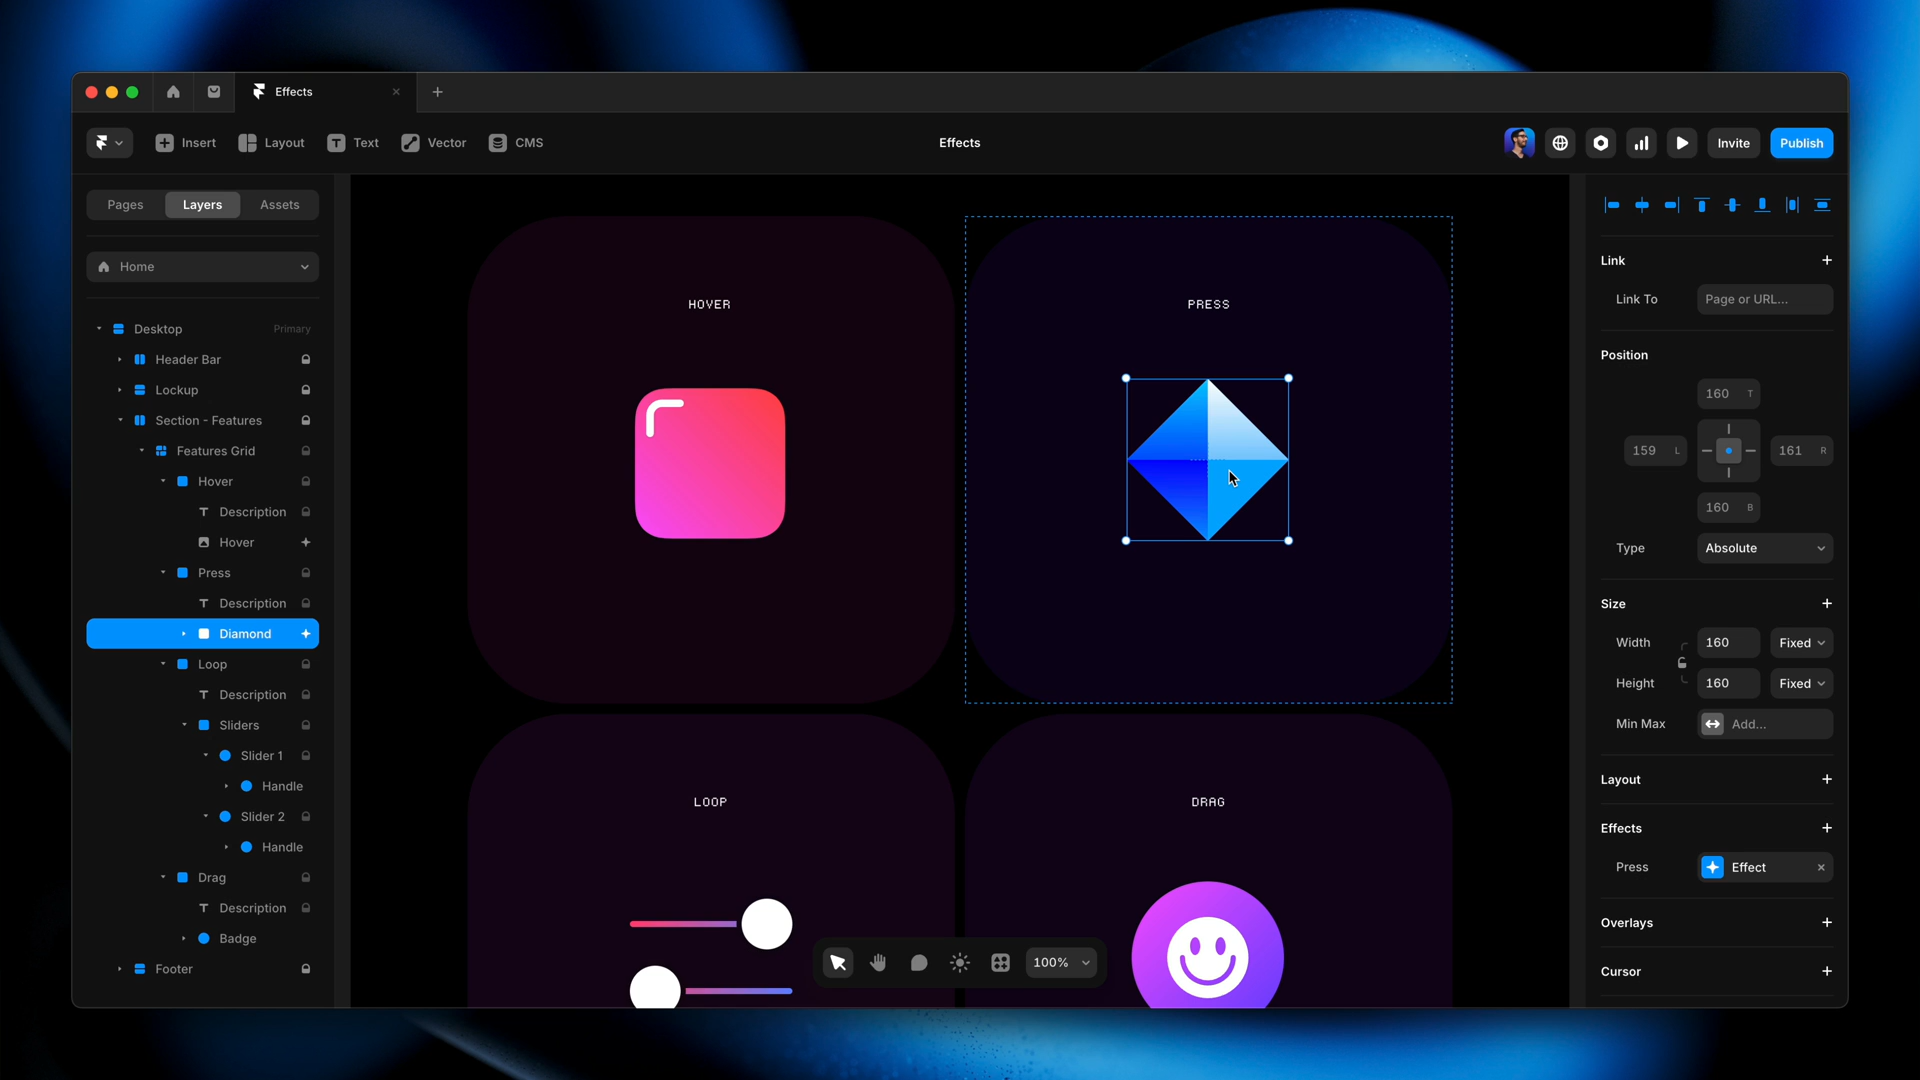 Effects
Insert
Layout
Text
Vector
CMS
Effects
Invite
Publish
Pages
Layers
Assets
Home
Desktop
Primary
Header Bar
Lockup
Section - Features
Features Grid
Hover
Description
Hover
Press
Description
Diamond
Loop
Description
Sliders
Slider 1
Handle
Slider 2
Handle
Drag
Description
Badge
Footer
HOVER
PRESS
LOOP
DRAG
100%
Link
Link To
Page or URL...
Position
160 T
159 L
161 R
160 B
Type
Absolute
Size
Width
160
Fixed
Height
160
Fixed
Min Max
Add...
Layout
Effects
Press
Effect
Overlays
Cursor